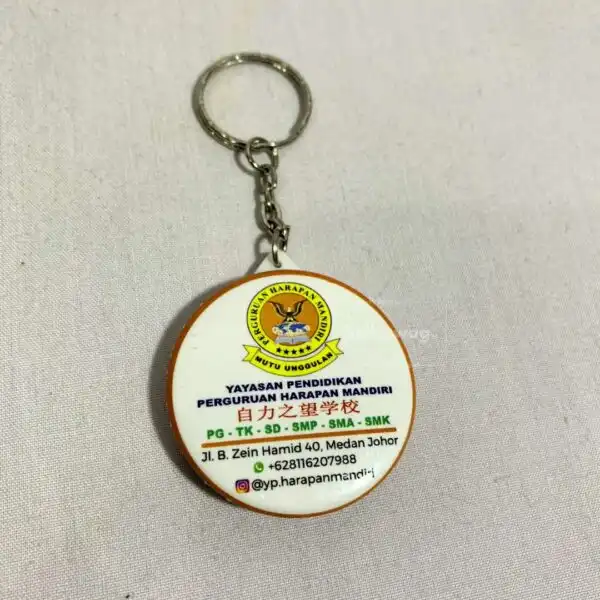 PERGURUAN HARAPAN MANDIRI
MUTU UNGGULAN
YAYASAN PENDIDIKAN
PERGURUAN HARAPAN MANDIRI
自力之望学校
PG - TK - SD - SMP - SMA - SMK
Jl. B. Zein Hamid 40, Medan Johor
+628116207988
@yp.harapanmandiri